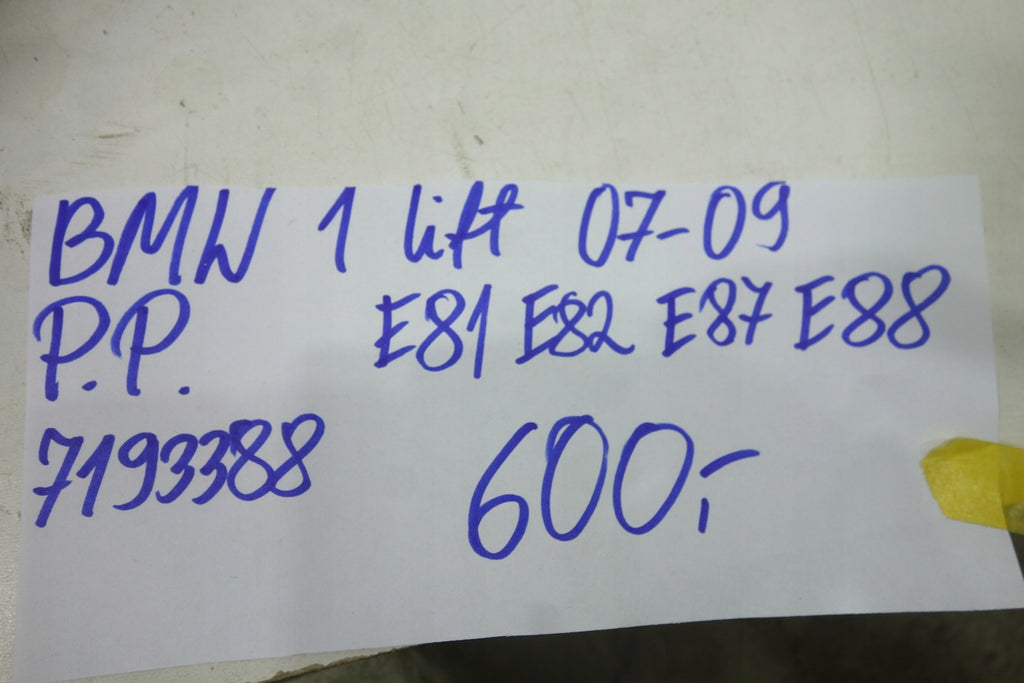 BMW 1 lift 07-09
P.P. E81 E82 E87 E88
7193388 600,-